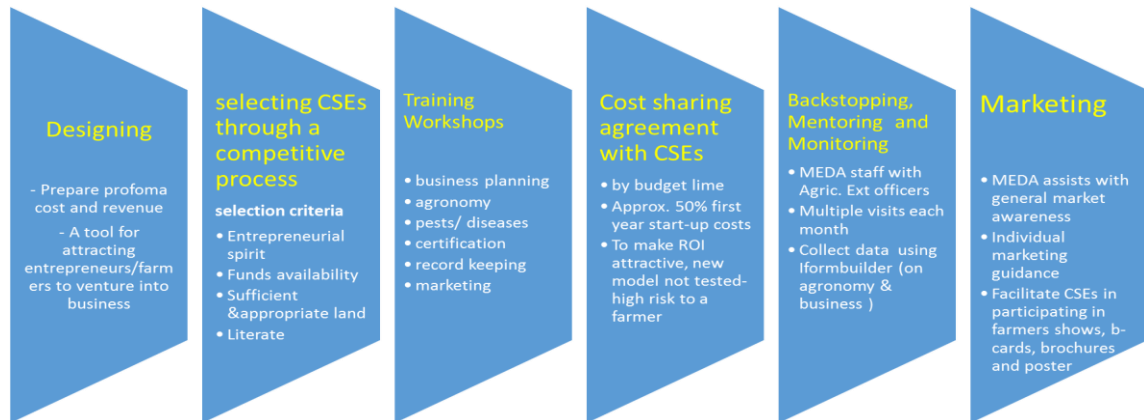 Designing
- Prepare profoma
cost and revenue
- A tool for
attracting
entrepreneurs/farm
ers to venture into
business
selecting CSEs
through a
competitive
process
selection criteria
• Entrepreneurial
spirit
• Funds availability
• Sufficient
&appropriate land
• Literate
Training
Workshops
• business planning
• agronomy
• pests/ diseases
• certification
• record keeping
• marketing
Cost sharing
agreement
with CSEs
• by budget lime
• Approx. 50% first
year start-up costs
• To make ROI
attractive, new
model not tested-
high risk to a
farmer
Backstopping,
Mentoring and
Monitoring
• MEDA staff with
Agric. Ext officers
• Multiple visits each
month
• Collect data using
Iformbuilder (on
agronomy &
business )
Marketing
• MEDA assists with
general market
awareness
• Individual
marketing
guidance
• Facilitate CSEs in
participating in
farmers shows, b-
cards, brochures
and poster